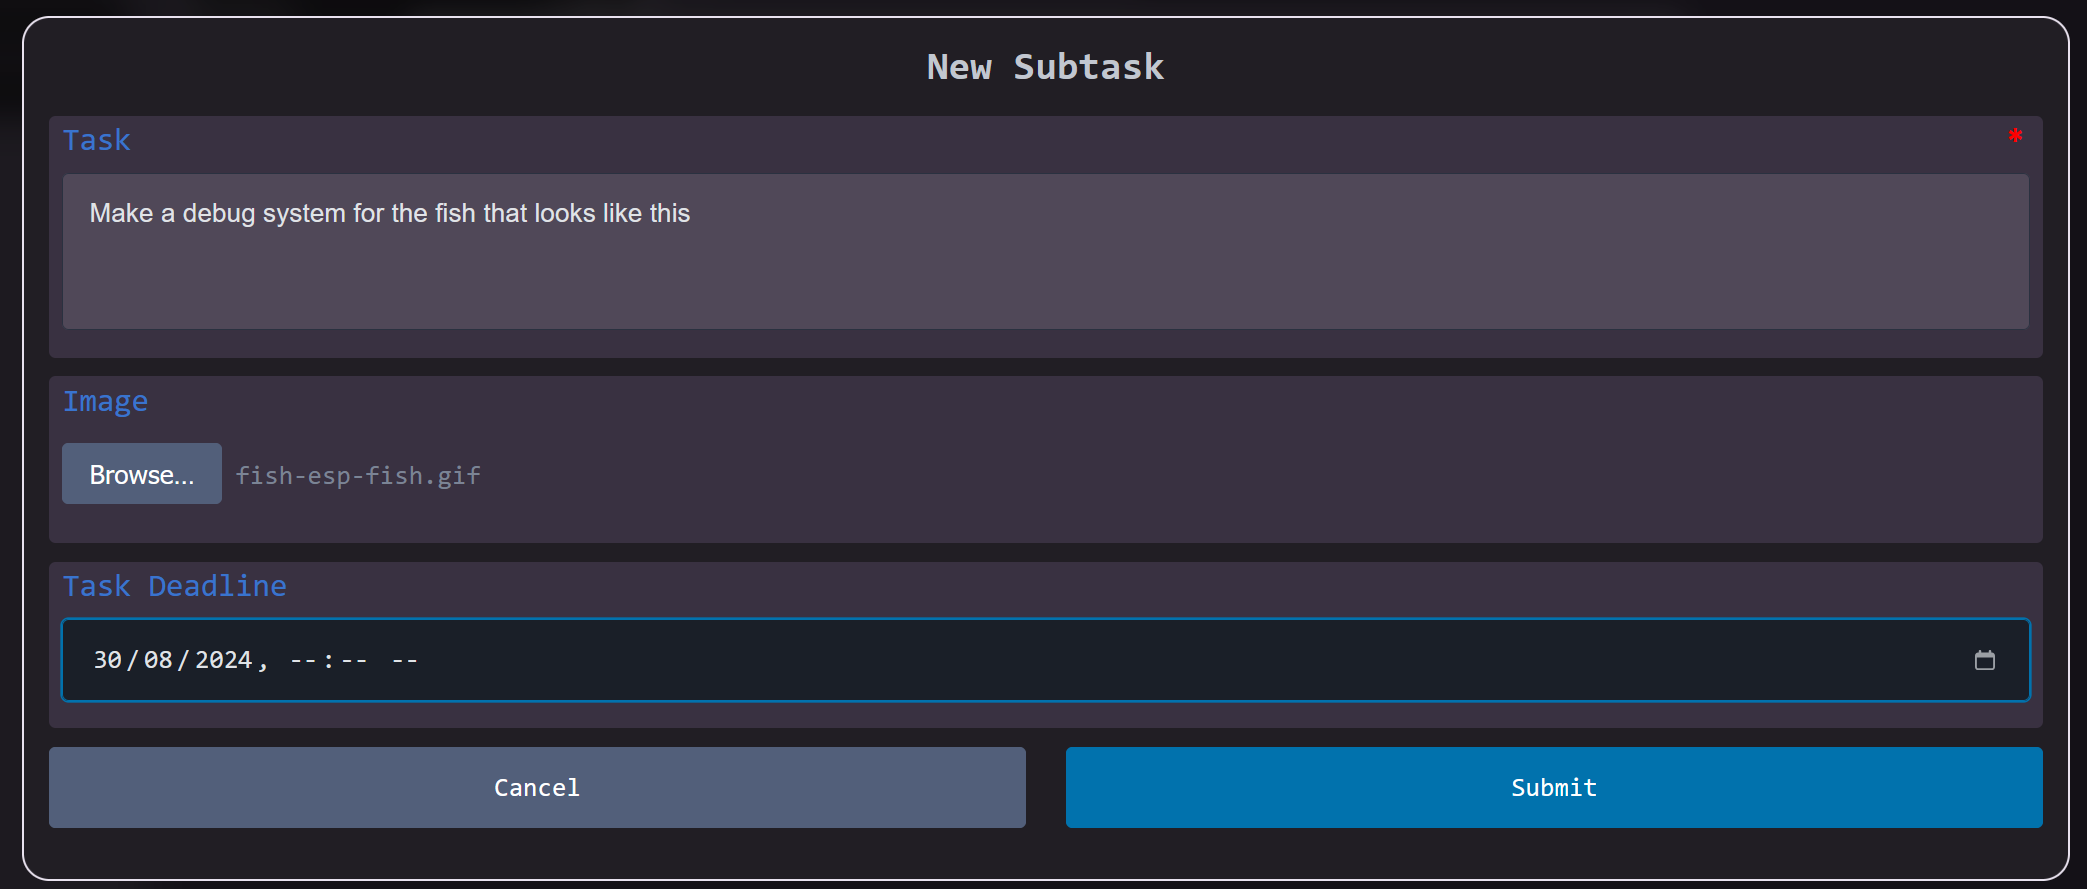 New Subtask
Task
*
Make a debug system for the fish that looks like this
Image
Browse... fish-esp-fish.gif
Task Deadline
30/08/2024, --:-- --
Cancel
Submit